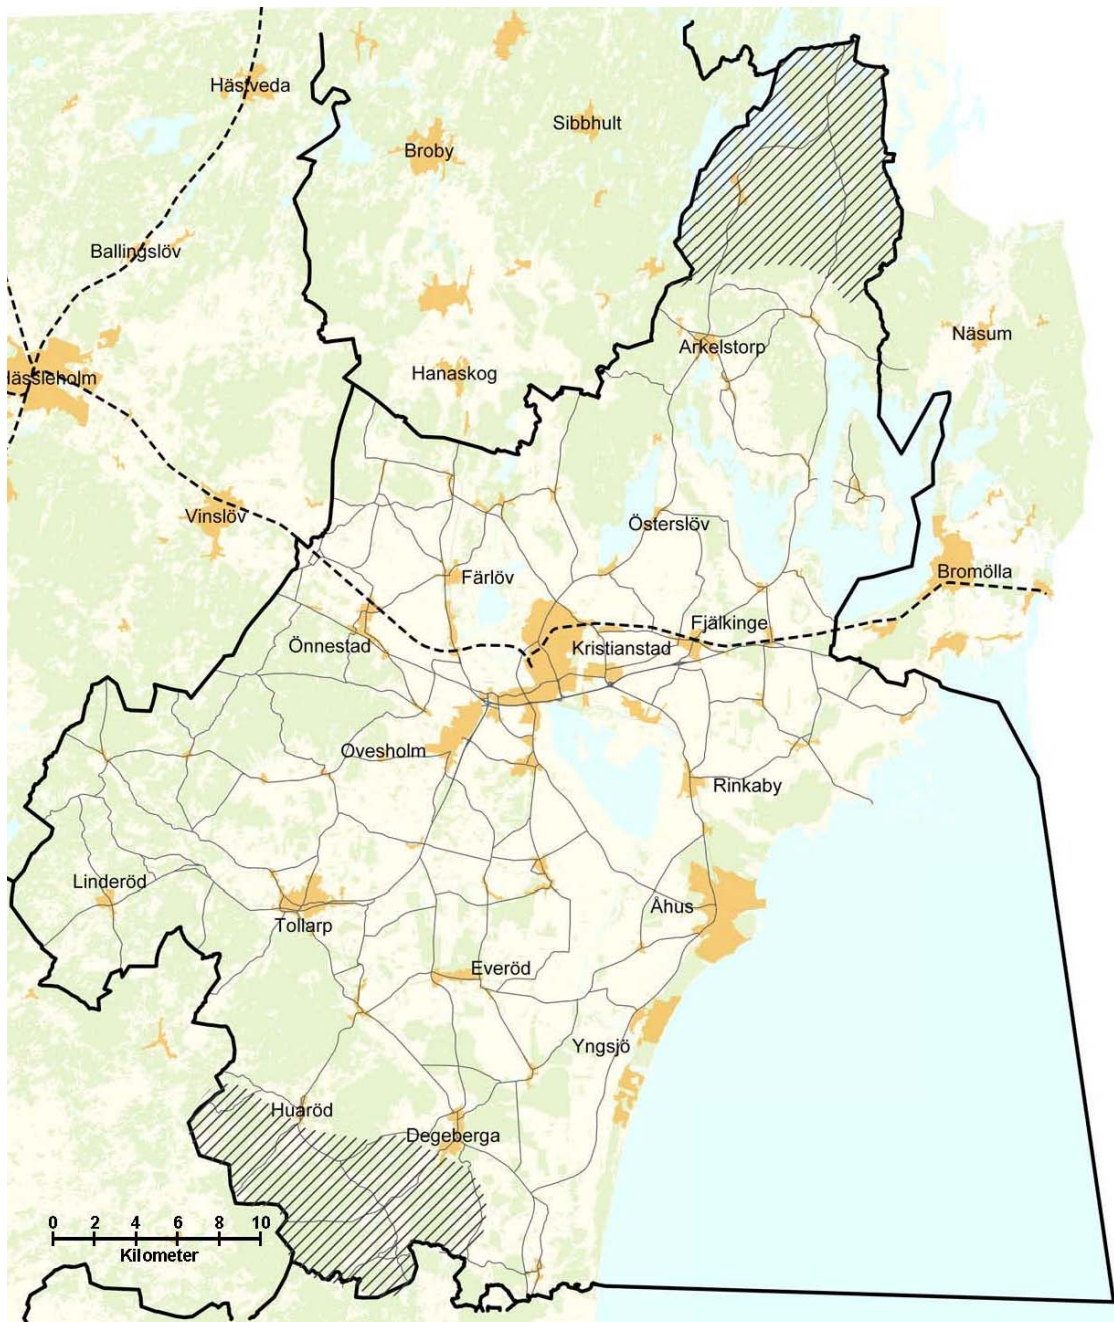 Hästveda
Sibbhult
Broby
Ballingslöv
Näsum
Arkelstorp
Hässleholm
Hanaskog
Vinslöv
Österslöv
Bromölla
Färlöv
Fjälkinge
Önnestad
Kristianstad
Ovesholm
Rinkaby
Linderöd
Åhus
Tollarp
Everöd
Yngsjö
Huaröd
Degeberga
0 2 4 6 8 10
Kilometer